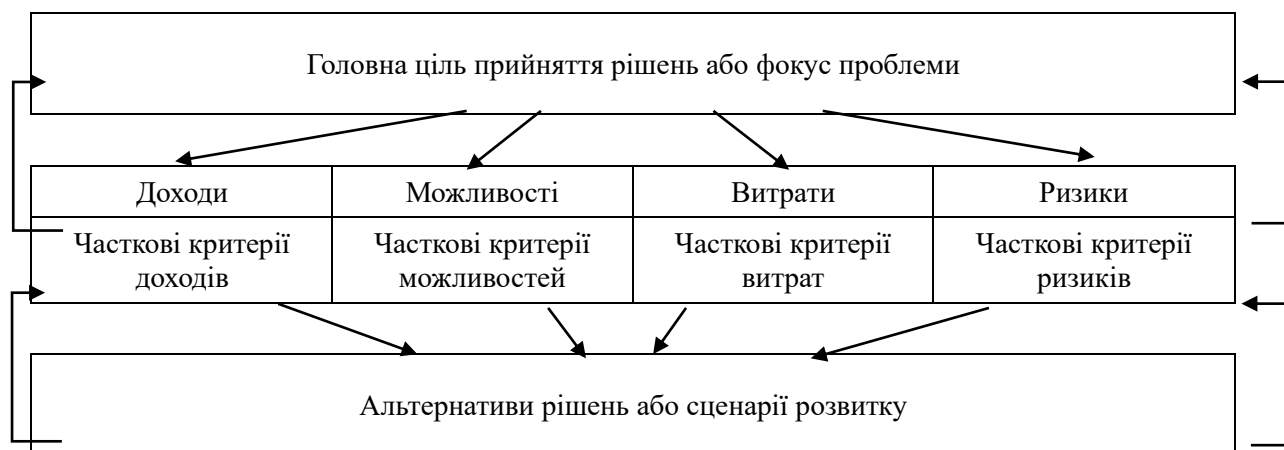 Головна ціль прийняття рішень або фокус проблеми
Доходи
Можливості
Витрати
Ризики
Часткові критерії
доходів
Часткові критерії
можливостей
Часткові критерії
витрат
Часткові критерії
ризиків
Альтернативи рішень або сценарії розвитку